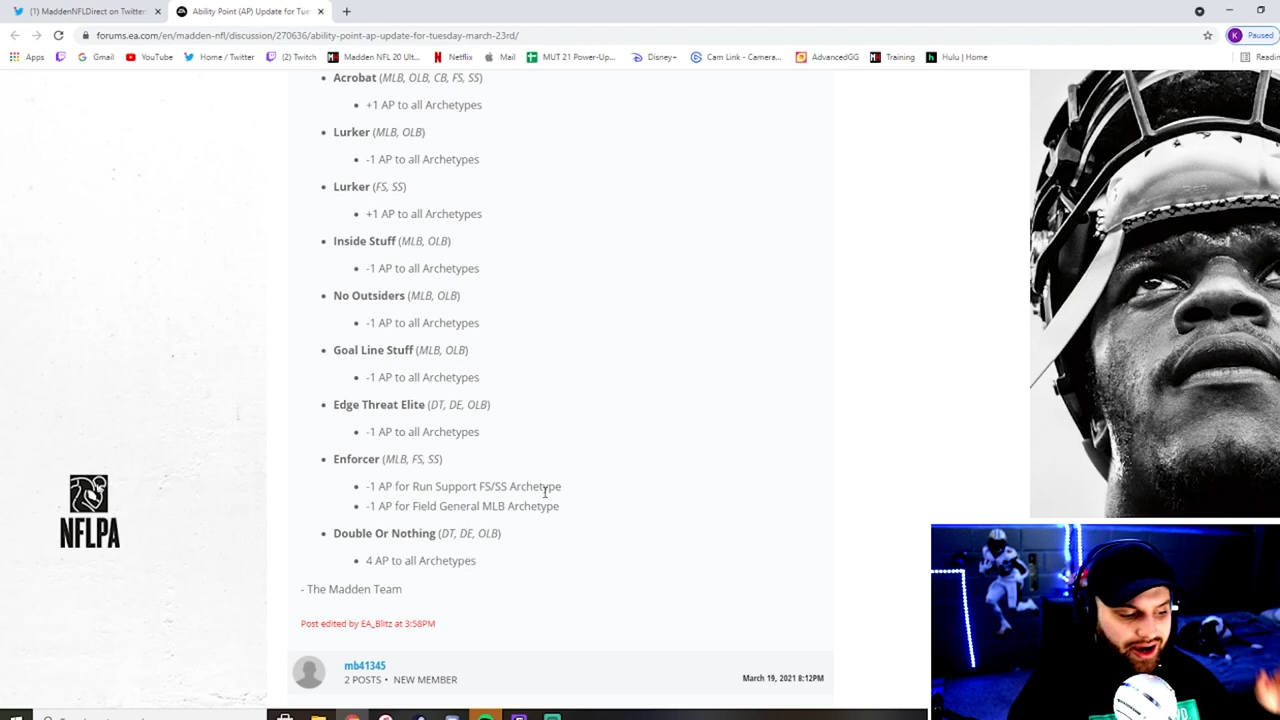 (1) MaddenNFLDirect on Twitter
Ability Point (AP) Update for Tue
forums.ea.com/en/madden-nfl/discussion/270636/ability-point-ap-update-for-tuesday-march-23rd/
K Paused
Apps
Gmail
YouTube
Home / Twitter
(2) Twitch
Madden NFL 20 Ult...
Netflix
Mail
MUT 21 Power-Up...
Disney+
Cam Link - Camera...
AdvancedGG
Training
Hulu | Home
Acrobat (MLB, OLB, CB, FS, SS)
+1 AP to all Archetypes
Lurker (MLB, OLB)
-1 AP to all Archetypes
Lurker (FS, SS)
+1 AP to all Archetypes
Inside Stuff (MLB, OLB)
-1 AP to all Archetypes
No Outsiders (MLB, OLB)
-1 AP to all Archetypes
Goal Line Stuff (MLB, OLB)
-1 AP to all Archetypes
Edge Threat Elite (DT, DE, OLB)
-1 AP to all Archetypes
Enforcer (MLB, FS, SS)
-1 AP for Run Support FS/SS Archetype
-1 AP for Field General MLB Archetype
Double Or Nothing (DT, DE, OLB)
4 AP to all Archetypes
- The Madden Team
Post edited by EA_Blitz at 3:58PM
mb41345
2 POSTS • NEW MEMBER
March 19, 2021 8:12PM
NFLPA